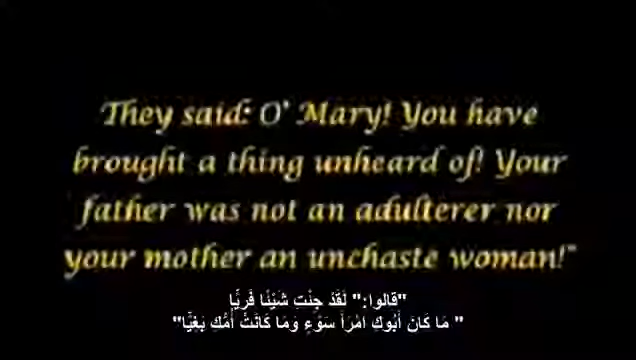 They said: O' Mary! You have
brought a thing unheard of! Your
father was not an adulterer nor
your mother an unchaste woman!"
"قالوا:" لَقَدْ جِئْتِ شَيْئًا فَرِيًّا
" مَا كَانَ أَبُوكِ امْرَأَ سَوْءٍ وَمَا كَانَتْ أُمُّكِ بَغِيًّا"